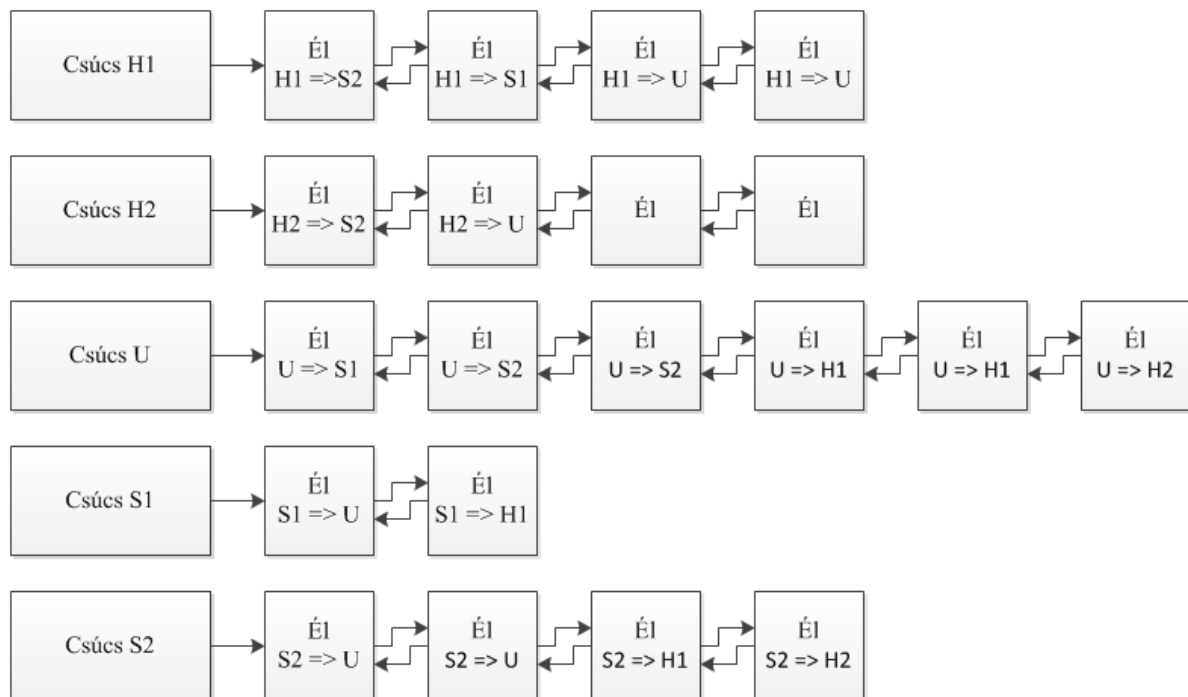 Csúcs H1
Él
H1 =>S2
Él
H1 => S1
Él
H1 => U
Él
H1 => U
Csúcs H2
Él
H2 => S2
Él
H2 => U
Él
Él
Csúcs U
Él
U => S1
Él
U => S2
Él
U => S2
Él
U => H1
Él
U => H1
Él
U => H2
Csúcs S1
Él
S1 => U
Él
S1 => H1
Csúcs S2
Él
S2 => U
Él
S2 => U
Él
S2 => H1
Él
S2 => H2